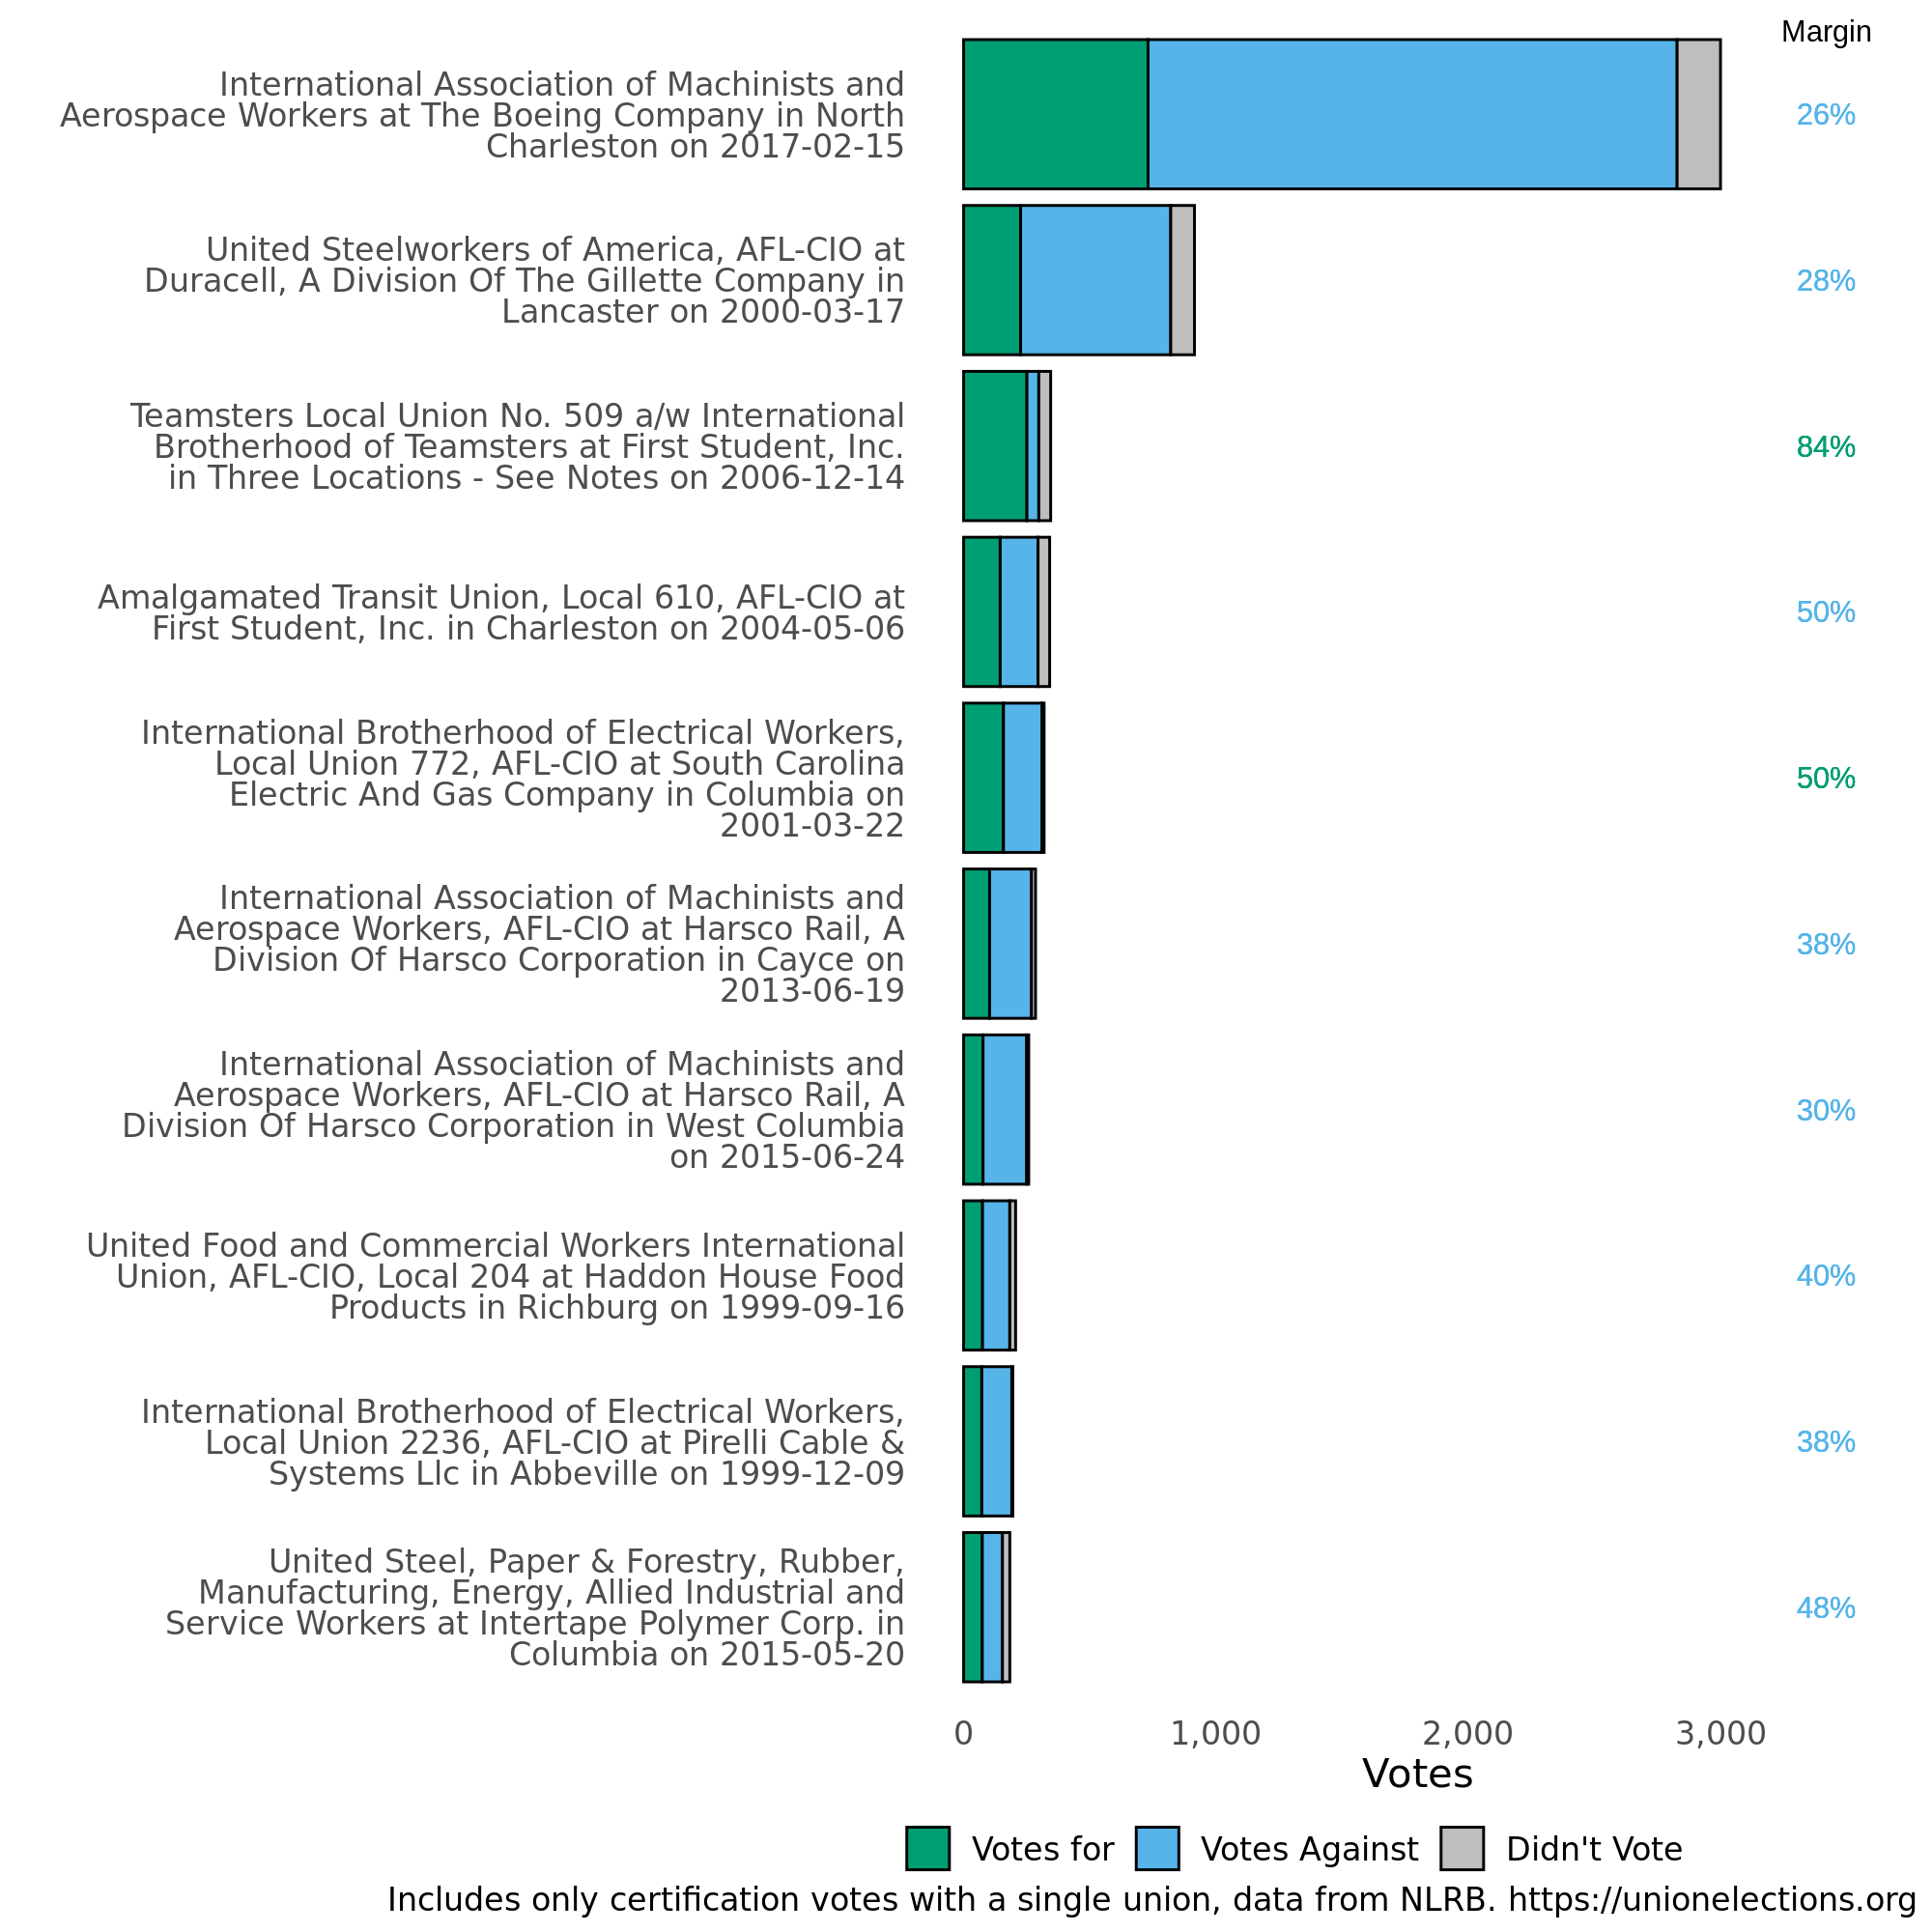 Margin
International Association of Machinists and
Aerospace Workers at The Boeing Company in North
Charleston on 2017-02-15
26%
United Steelworkers of America, AFL-CIO at
Duracell, A Division Of The Gillette Company in
Lancaster on 2000-03-17
28%
Teamsters Local Union No. 509 a/w International
Brotherhood of Teamsters at First Student, Inc.
in Three Locations - See Notes on 2006-12-14
84%
Amalgamated Transit Union, Local 610, AFL-CIO at
First Student, Inc. in Charleston on 2004-05-06
50%
International Brotherhood of Electrical Workers,
Local Union 772, AFL-CIO at South Carolina
Electric And Gas Company in Columbia on
2001-03-22
50%
International Association of Machinists and
Aerospace Workers, AFL-CIO at Harsco Rail, A
Division Of Harsco Corporation in Cayce on
2013-06-19
38%
International Association of Machinists and
Aerospace Workers, AFL-CIO at Harsco Rail, A
Division Of Harsco Corporation in West Columbia
on 2015-06-24
30%
United Food and Commercial Workers International
Union, AFL-CIO, Local 204 at Haddon House Food
Products in Richburg on 1999-09-16
40%
International Brotherhood of Electrical Workers,
Local Union 2236, AFL-CIO at Pirelli Cable &
Systems Llc in Abbeville on 1999-12-09
38%
United Steel, Paper & Forestry, Rubber,
Manufacturing, Energy, Allied Industrial and
Service Workers at Intertape Polymer Corp. in
Columbia on 2015-05-20
48%
0 1,000 2,000 3,000
Votes
Votes for Votes Against Didn't Vote
Includes only certification votes with a single union, data from NLRB. https://unionelections.org